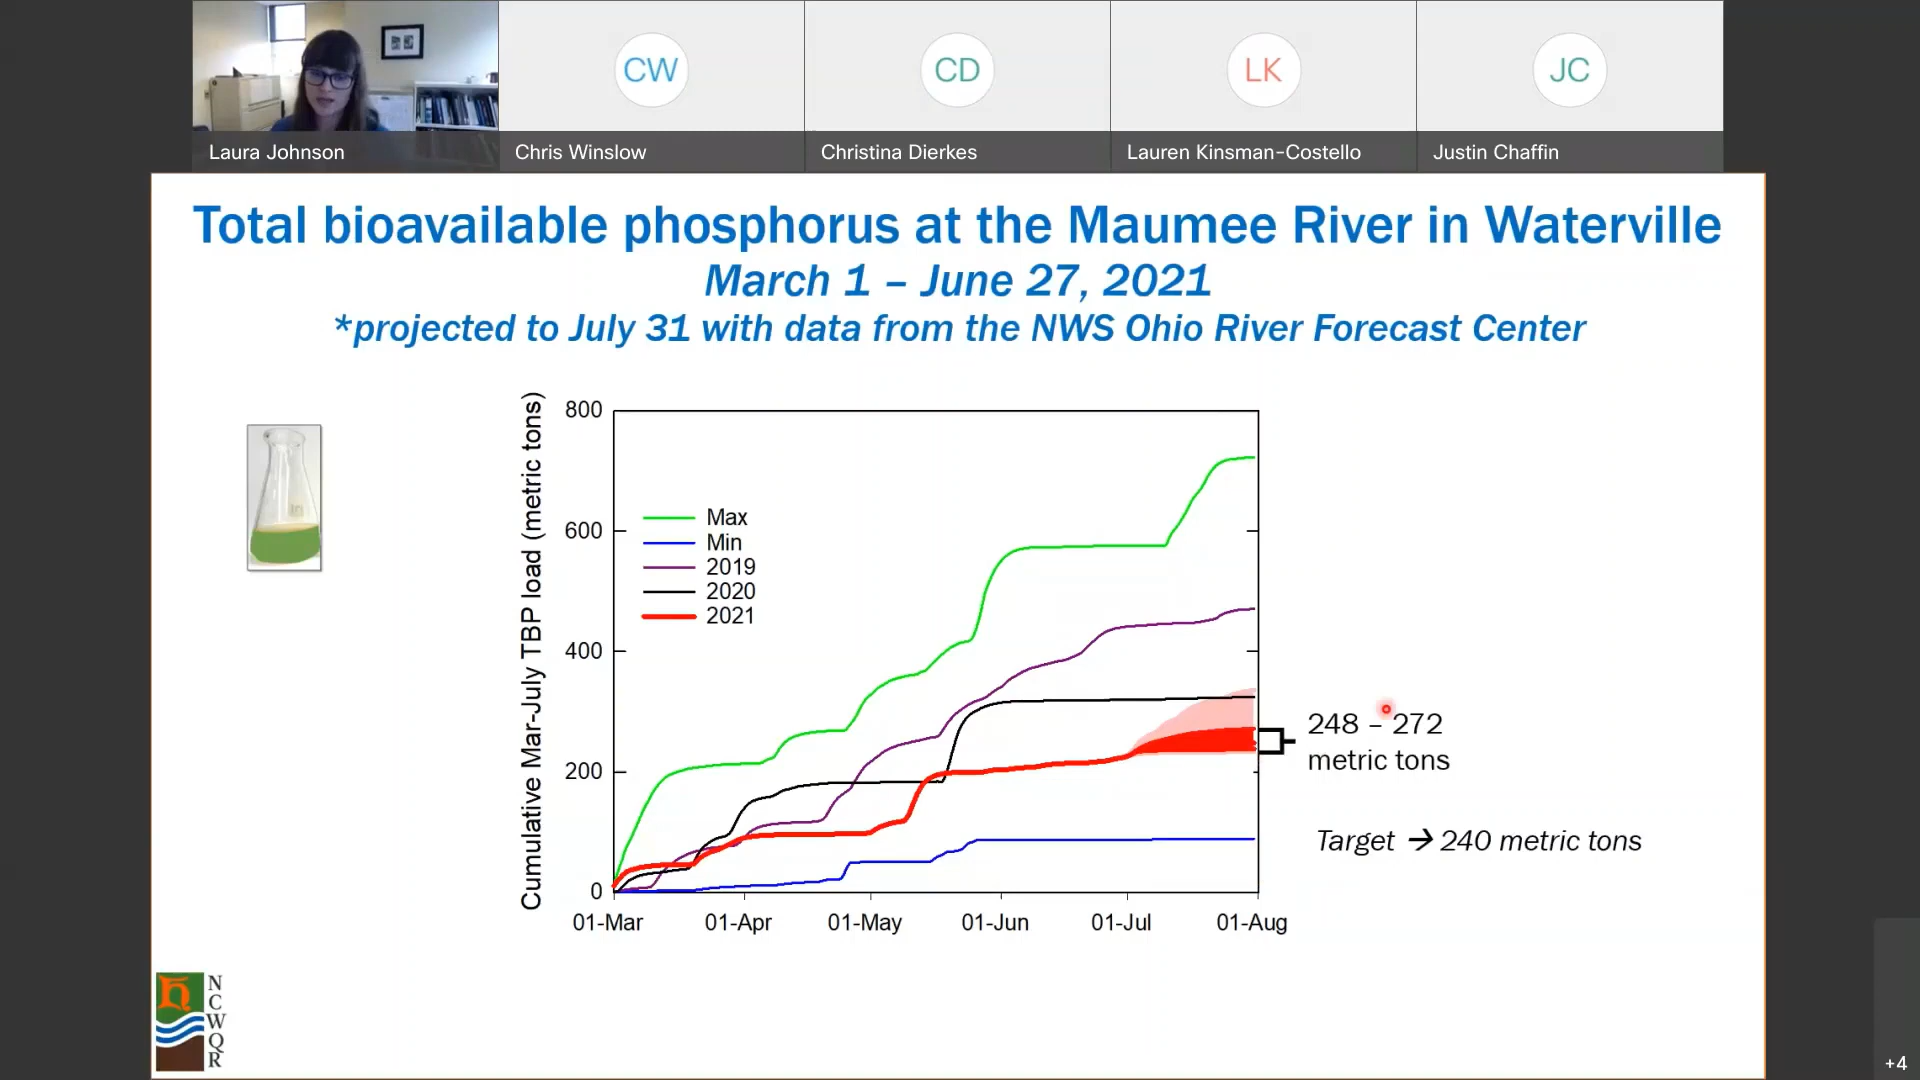 CW
CD
LK
JC
Laura Johnson
Chris Winslow
Christina Dierkes
Lauren Kinsman-Costello
Justin Chaffin
Total bioavailable phosphorus at the Maumee River in Waterville
March 1 – June 27, 2021
*projected to July 31 with data from the NWS Ohio River Forecast Center
Cumulative Mar-July TBP load (metric tons)
800
600
400
200
0
Max
Min
2019
2020
2021
01-Mar
01-Apr
01-May
01-Jun
01-Jul
01-Aug
248 – 272
metric tons
Target → 240 metric tons
N
C
W
Q
R
+4